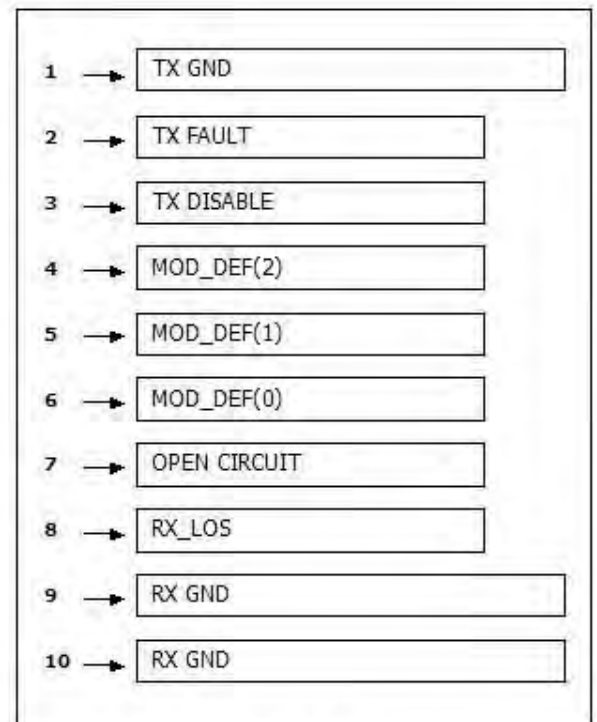 1 TX GND
2 TX FAULT
3 TX DISABLE
4 MOD_DEF(2)
5 MOD_DEF(1)
6 MOD_DEF(0)
7 OPEN CIRCUIT
8 RX_LOS
9 RX GND
10 RX GND